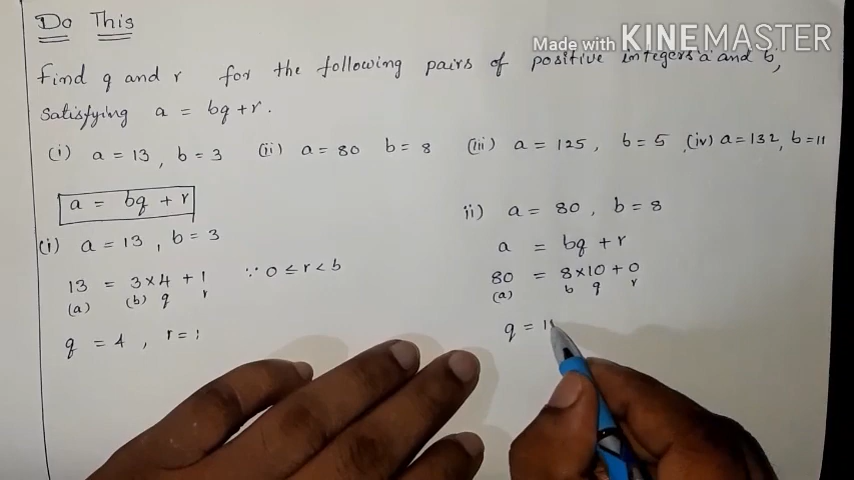 Do This
Made with KINEMASTER
Find q and r for the following pairs of positive integers 'a' and 'b',
satisfying a = bq + r.
(i) a = 13, b = 3 (ii) a = 80 b = 8 (iii) a = 125, b = 5, (iv) a = 132, b = 11
a = bq + r
(i) a = 13, b = 3
13 = 3 × 4 + 1 ∵ 0 ≤ r < b
(a) (b) q r
q = 4, r = 1
ii) a = 80, b = 8
a = bq + r
80 = 8 × 10 + 0
(a) b q r
q = 1